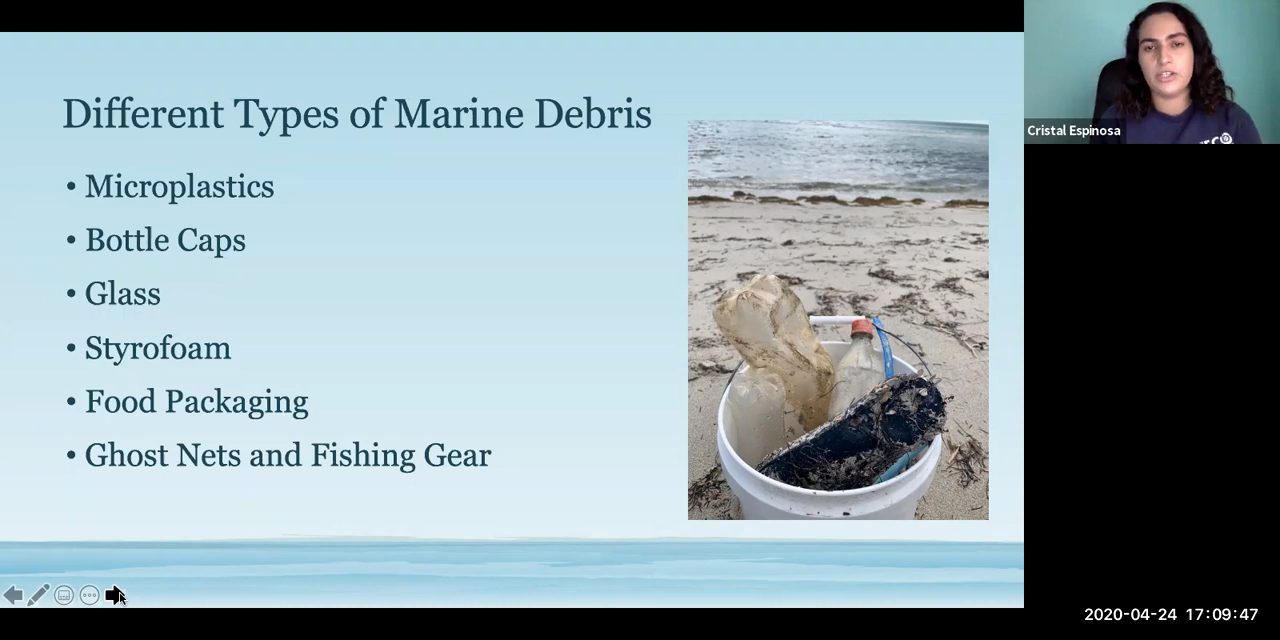 Different Types of Marine Debris
• Microplastics
• Bottle Caps
• Glass
• Styrofoam
• Food Packaging
• Ghost Nets and Fishing Gear
Cristal Espinosa
2020-04-24 17:09:47